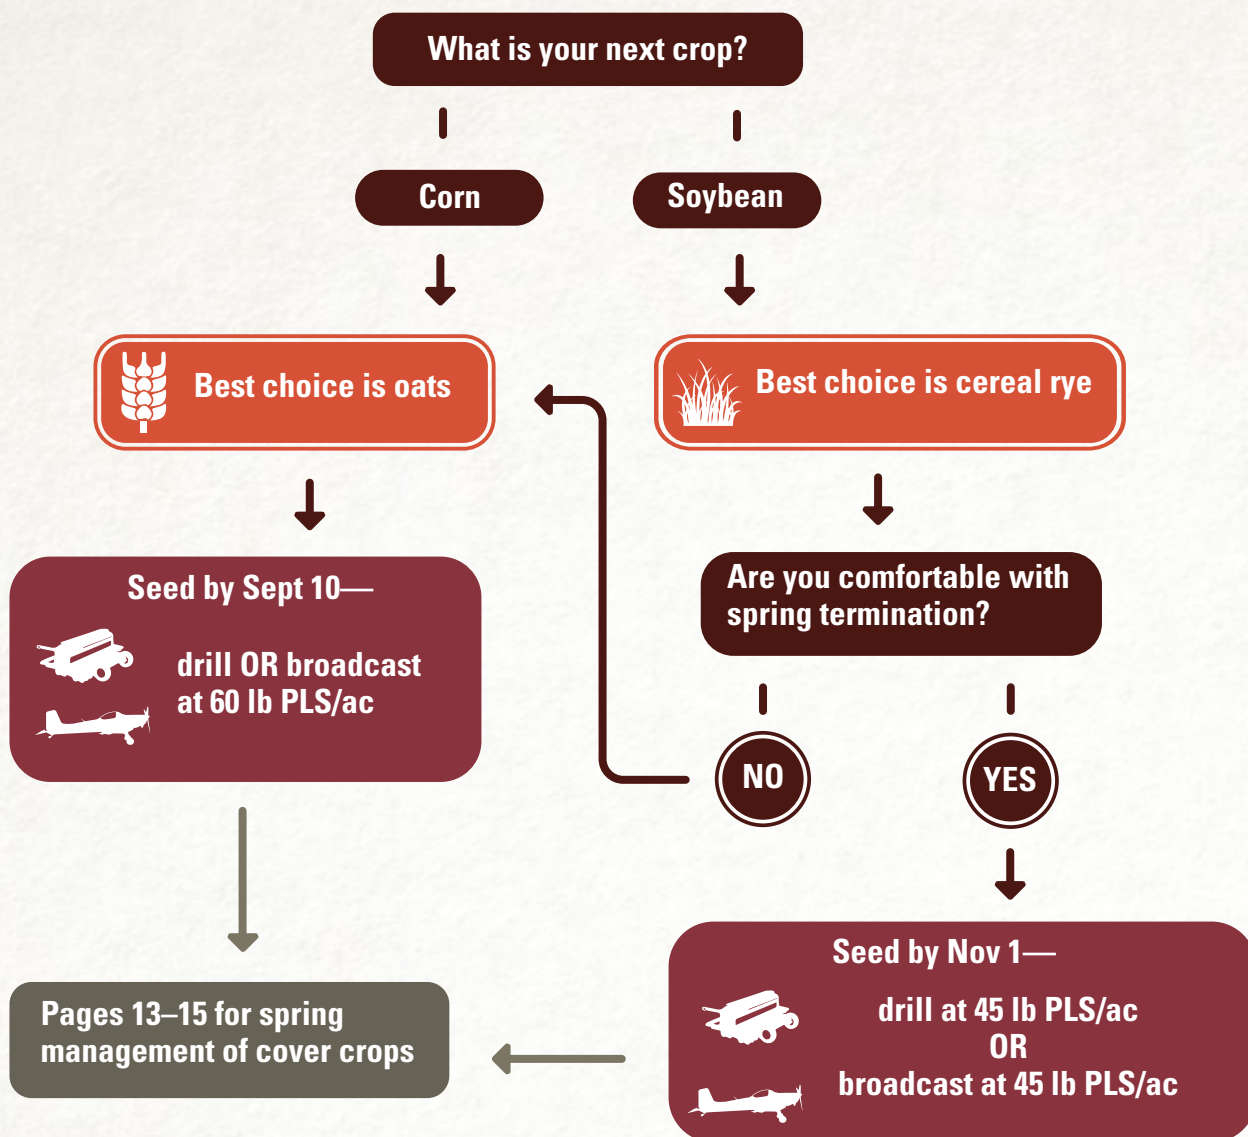 What is your next crop?
Corn
Soybean
Best choice is oats
Best choice is cereal rye
Seed by Sept 10—
drill OR broadcast
at 60 lb PLS/ac
Are you comfortable with
spring termination?
NO
YES
Seed by Nov 1—
drill at 45 lb PLS/ac
OR
broadcast at 45 lb PLS/ac
Pages 13–15 for spring
management of cover crops